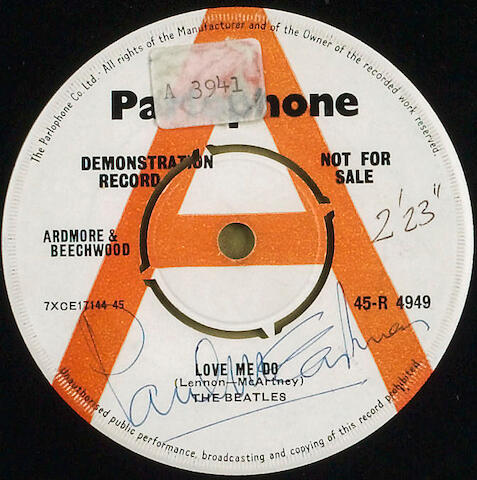 The Parlophone Co Ltd. All rights of the Manufacturer and of the Owner of the recorded work reserved.
A
A 3941
Parlophone
DEMONSTRATION RECORD
NOT FOR SALE
2'23"
ARDMORE & BEECHWOOD
7XCE17144 45
45-R 4949
Paul McCartney
LOVE ME DO
(Lennon—McArtney)
THE BEATLES
Unauthorised public performance, broadcasting and copying of this record prohibited.